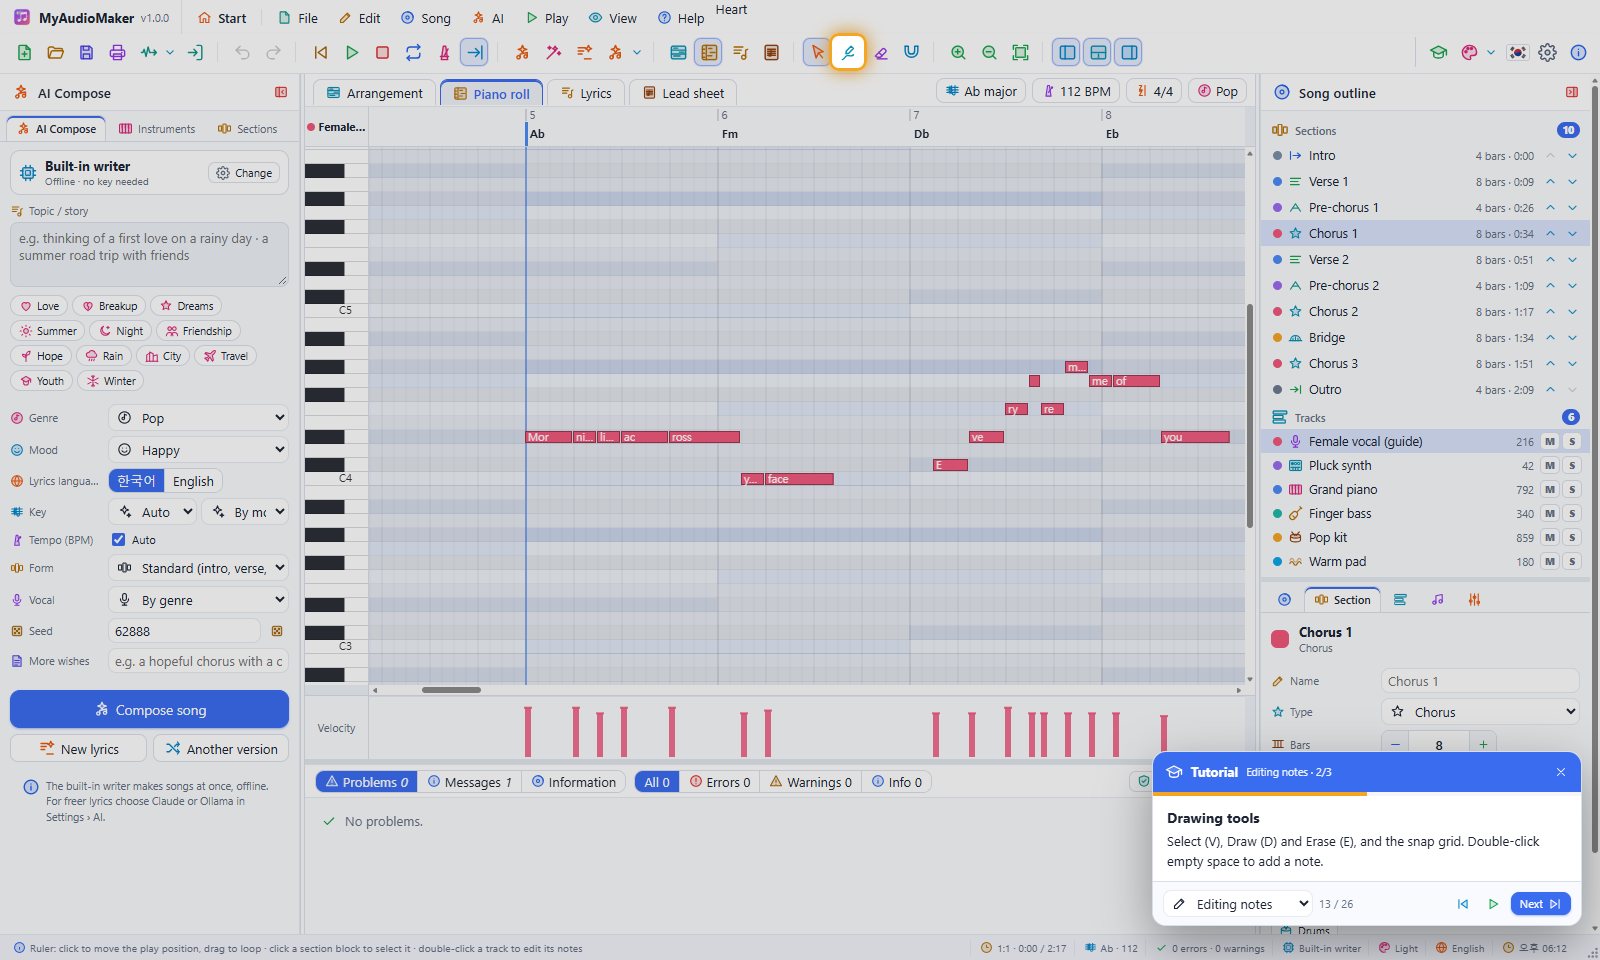 MyAudioMaker v1.0.0 Start File Edit Song AI Play View Help Heart
AI Compose
AI Compose Instruments Sections
Built-in writer
Offline · no key needed
Change
Topic / story
e.g. thinking of a first love on a rainy day · a
summer road trip with friends
Love Breakup Dreams
Summer Night Friendship
Hope Rain City Travel
Youth Winter
Genre Pop
Mood Happy
Lyrics langua... 한국어 English
Key Auto By mo
Tempo (BPM) Auto
Form Standard (intro, verse,
Vocal By genre
Seed 62888
More wishes e.g. a hopeful chorus with a c
Compose song
New lyrics Another version
The built-in writer makes songs at once, offline.
For freer lyrics choose Claude or Ollama in
Settings › AI.
Arrangement Piano roll Lyrics Lead sheet Ab major 112 BPM 4/4 Pop
Female... 5 6 7 8
Ab Fm Db Eb
C5
m...
me of
ry re
Mor ni... li... ac ross ve you
E
C4 y... face
C3
Velocity
Problems 0 Messages 1 Information All 0 Errors 0 Warnings 0 Info 0
No problems.
Song outline
Sections 10
Intro 4 bars · 0:00
Verse 1 8 bars · 0:09
Pre-chorus 1 4 bars · 0:26
Chorus 1 8 bars · 0:34
Verse 2 8 bars · 0:51
Pre-chorus 2 4 bars · 1:09
Chorus 2 8 bars · 1:17
Bridge 8 bars · 1:34
Chorus 3 8 bars · 1:51
Outro 4 bars · 2:09
Tracks 6
Female vocal (guide) 216 M S
Pluck synth 42 M S
Grand piano 792 M S
Finger bass 340 M S
Pop kit 859 M S
Warm pad 180 M S
Section
Chorus 1
Chorus
Name Chorus 1
Type Chorus
Bars − 8 +
Tutorial Editing notes · 2/3
Drawing tools
Select (V), Draw (D) and Erase (E), and the snap grid. Double-click
empty space to add a note.
Editing notes 13 / 26 Next
Drums
Ruler: click to move the play position, drag to loop · click a section block to select it · double-click a track to edit its notes
1:1 · 0:00 / 2:17 Ab · 112 0 errors · 0 warnings Built-in writer Light English 오후 06:12